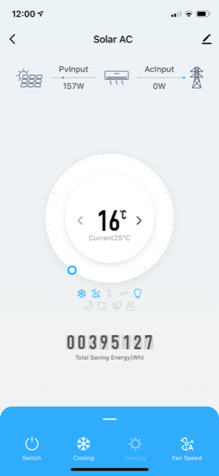 12:00
Solar AC
PvInput
AcInput
157W
0W
16℃
Current25℃
00395127
Total Saving Energy(Wh)
Switch
Cooling
Heating
Fan Speed